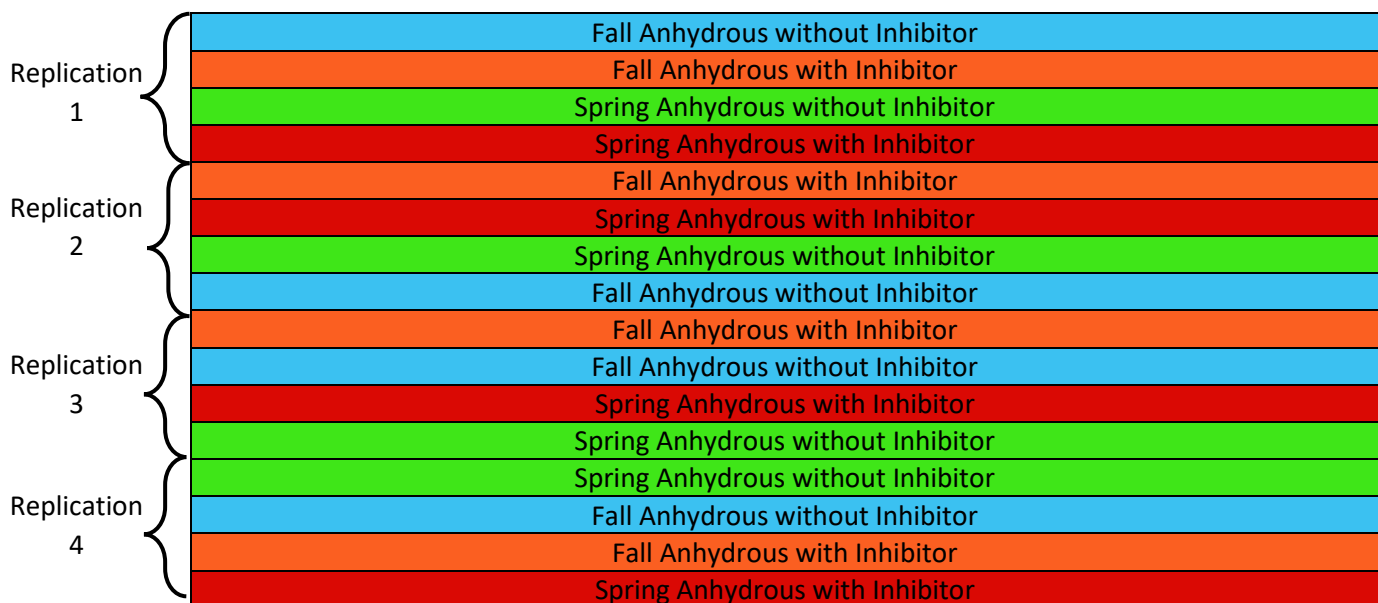 Replication
1
Fall Anhydrous without Inhibitor
Fall Anhydrous with Inhibitor
Spring Anhydrous without Inhibitor
Spring Anhydrous with Inhibitor
Replication
2
Fall Anhydrous with Inhibitor
Spring Anhydrous with Inhibitor
Spring Anhydrous without Inhibitor
Fall Anhydrous without Inhibitor
Replication
3
Fall Anhydrous with Inhibitor
Fall Anhydrous without Inhibitor
Spring Anhydrous with Inhibitor
Spring Anhydrous without Inhibitor
Replication
4
Spring Anhydrous without Inhibitor
Fall Anhydrous without Inhibitor
Fall Anhydrous with Inhibitor
Spring Anhydrous with Inhibitor